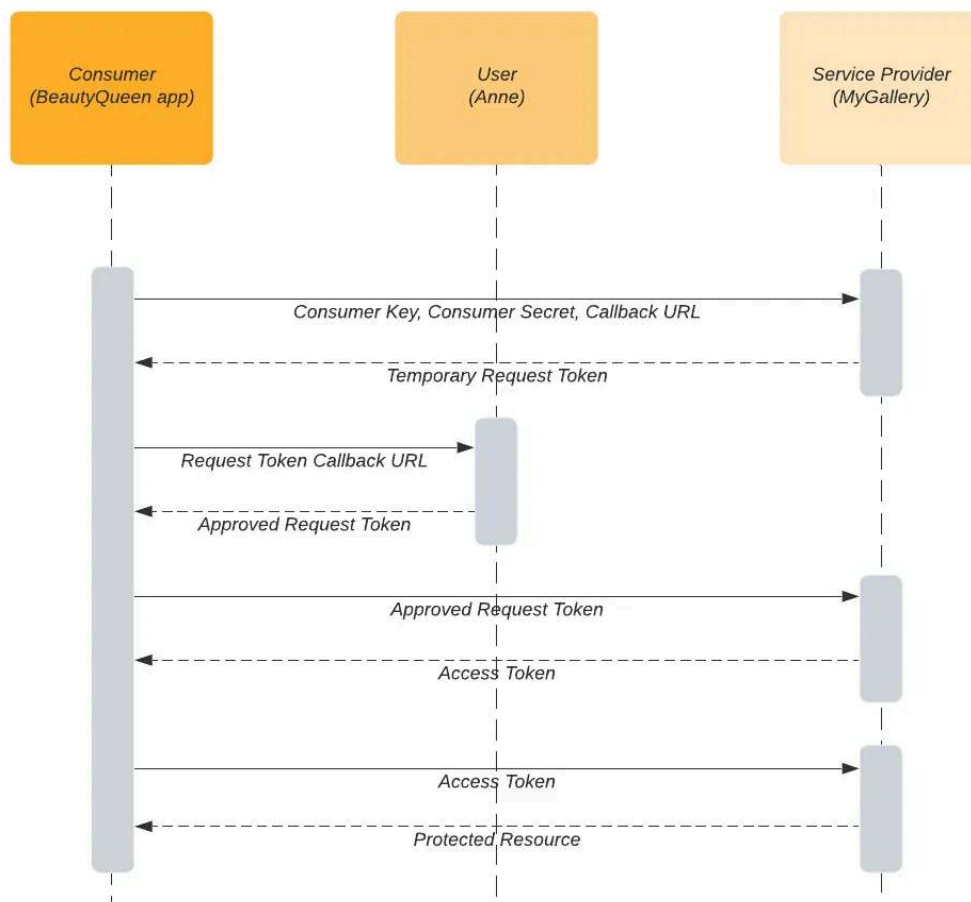 Consumer
(BeautyQueen app)
User
(Anne)
Service Provider
(MyGallery)
Consumer Key, Consumer Secret, Callback URL
Temporary Request Token
Request Token Callback URL
Approved Request Token
Approved Request Token
Access Token
Access Token
Protected Resource